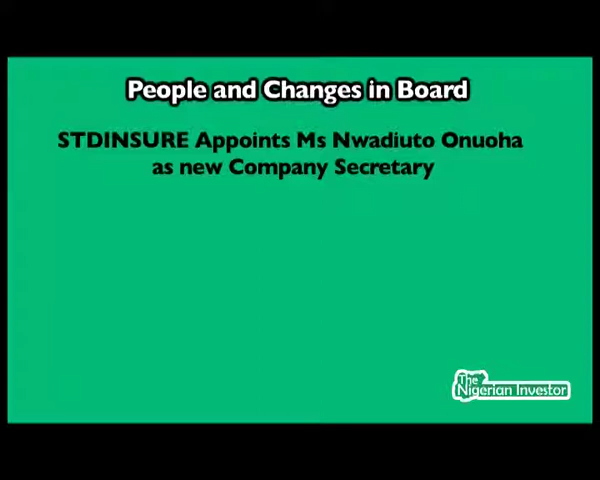 People and Changes in Board
STDINSURE Appoints Ms Nwadiuto Onuoha
as new Company Secretary
The
Nigerian Investor